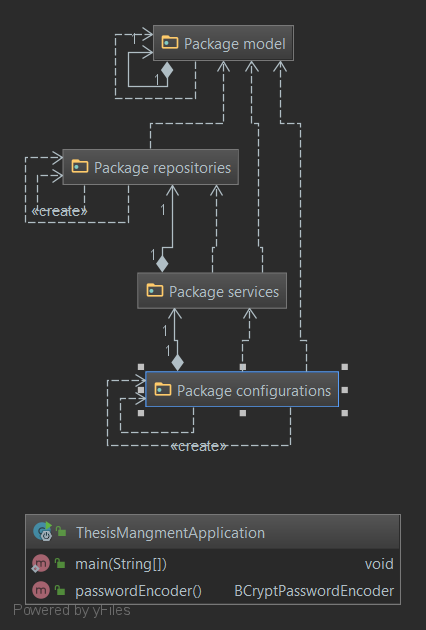 1
Package model
1
Package repositories
«create»
1
1
Package services
1
1
Package configurations
«create»
ThesisMangmentApplication
m main(String[]) void
m passwordEncoder() BCryptPasswordEncoder
Powered by yFiles